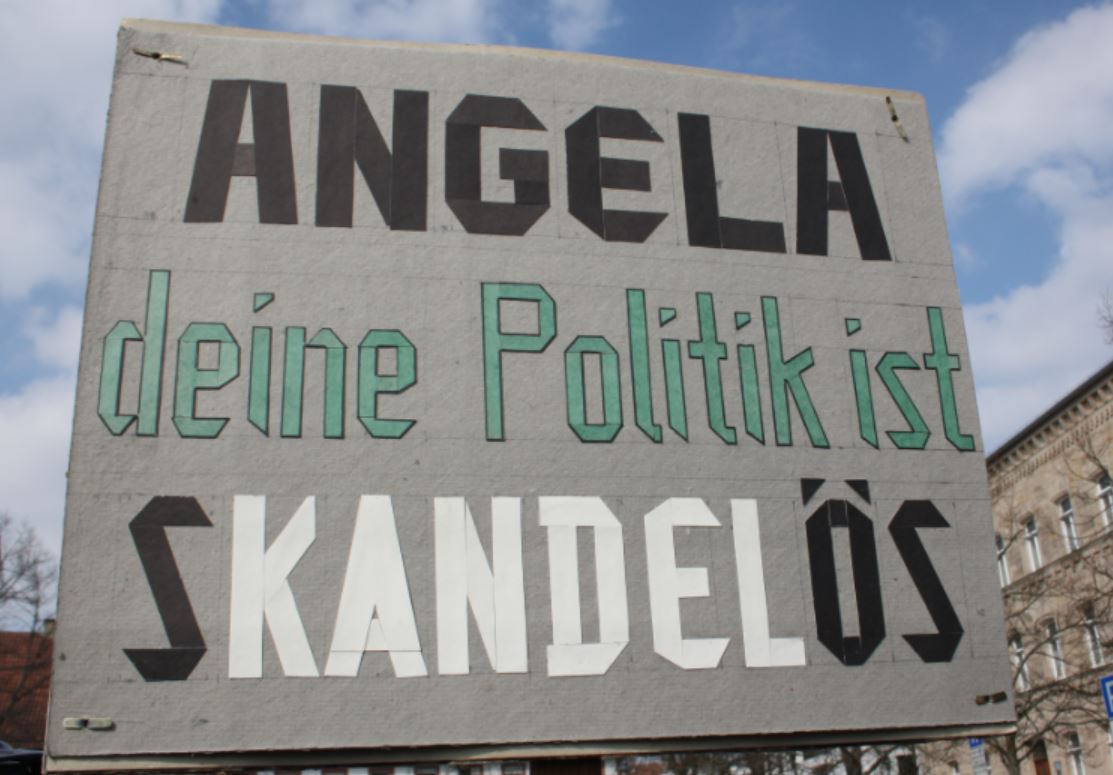 ANGELA
deine Politik ist
SKANDELÖS